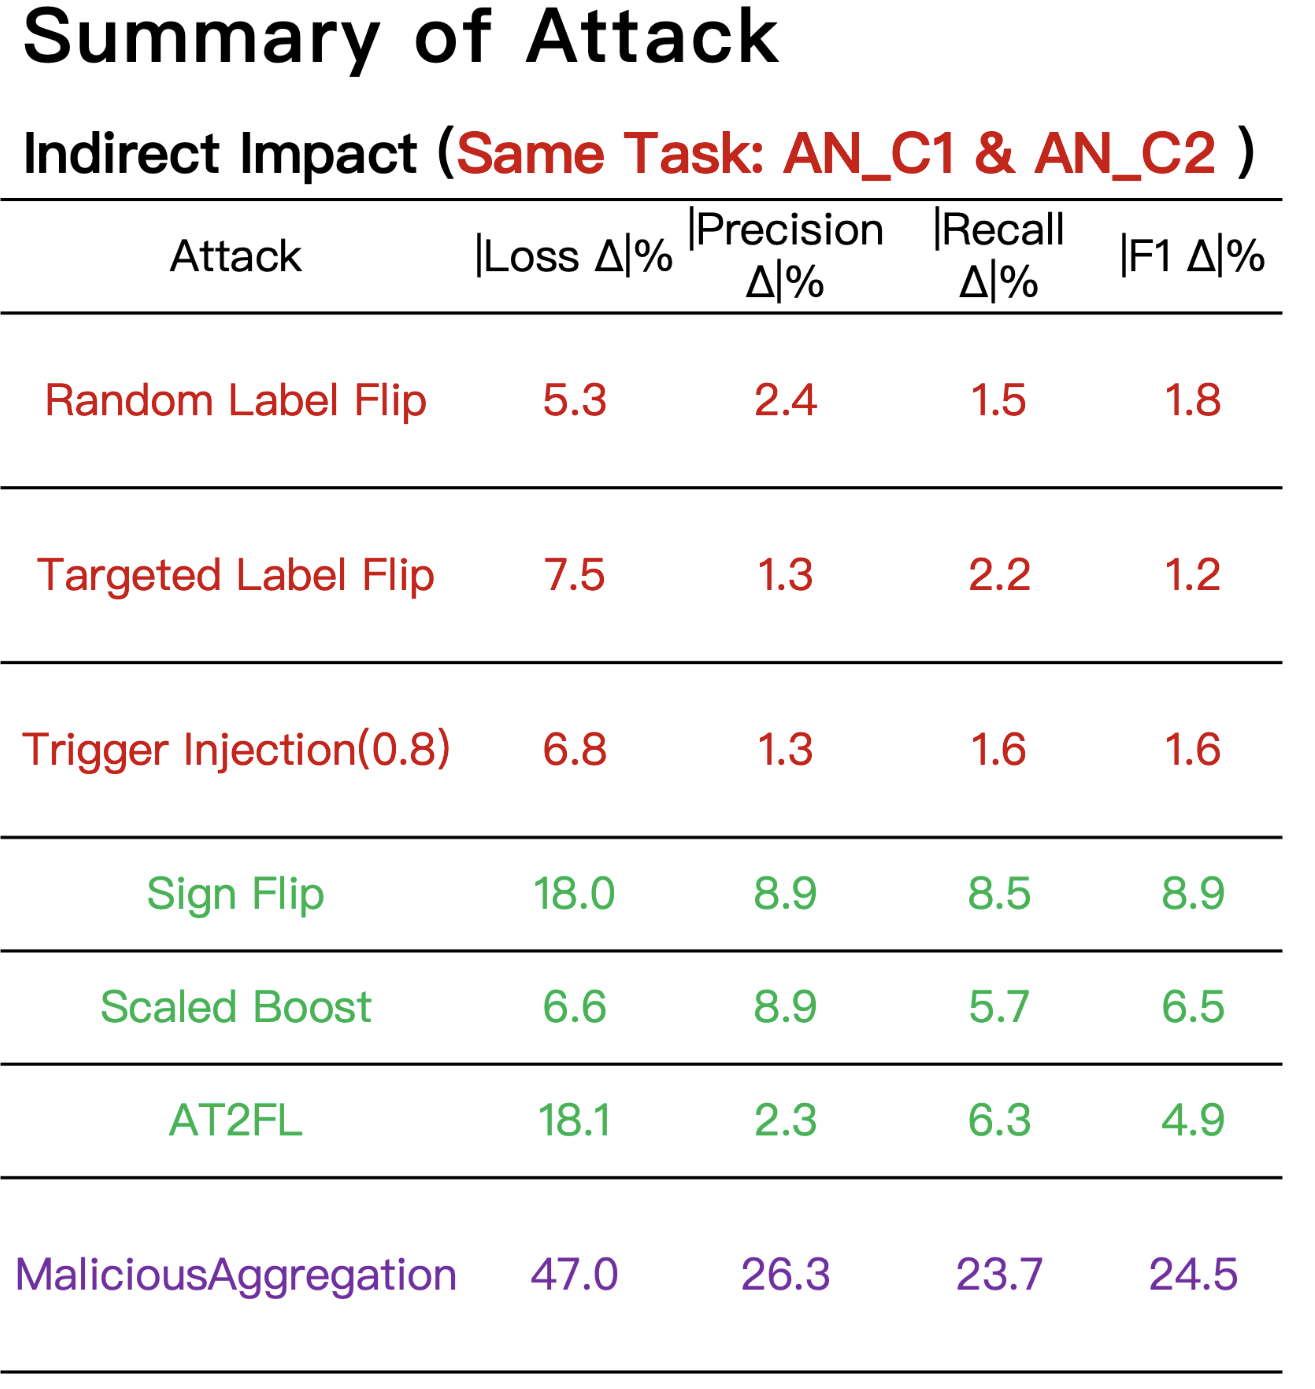 Summary of Attack
Indirect Impact (Same Task: AN_C1 & AN_C2 )
Attack |Loss Δ|% |Precision Δ|% |Recall Δ|% |F1 Δ|%
Random Label Flip 5.3 2.4 1.5 1.8
Targeted Label Flip 7.5 1.3 2.2 1.2
Trigger Injection(0.8) 6.8 1.3 1.6 1.6
Sign Flip 18.0 8.9 8.5 8.9
Scaled Boost 6.6 8.9 5.7 6.5
AT2FL 18.1 2.3 6.3 4.9
MaliciousAggregation 47.0 26.3 23.7 24.5